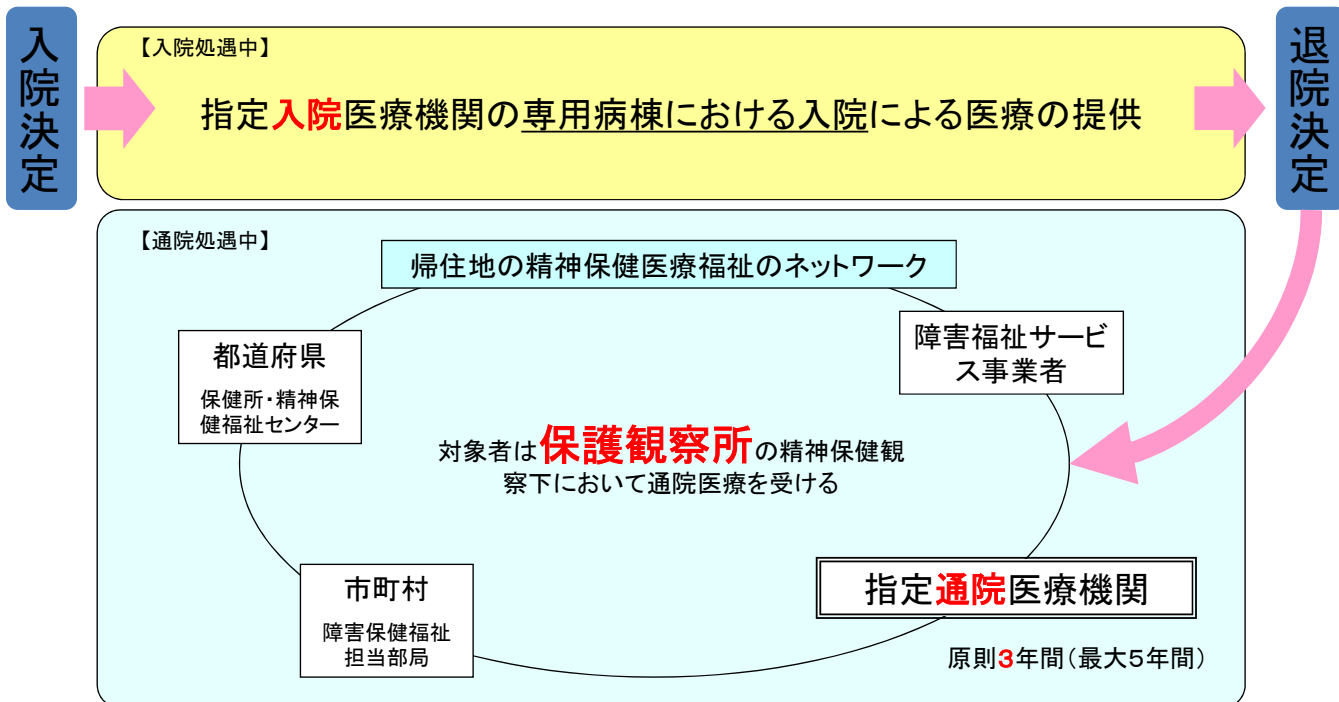 入院決定
【入院処遇中】
指定入院医療機関の専用病棟における入院による医療の提供
退院決定
【通院処遇中】
帰住地の精神保健医療福祉のネットワーク
都道府県
保健所・精神保
健福祉センター
障害福祉サービ
ス事業者
対象者は保護観察所の精神保健観
察下において通院医療を受ける
市町村
障害保健福祉
担当部局
指定通院医療機関
原則3年間(最大5年間)